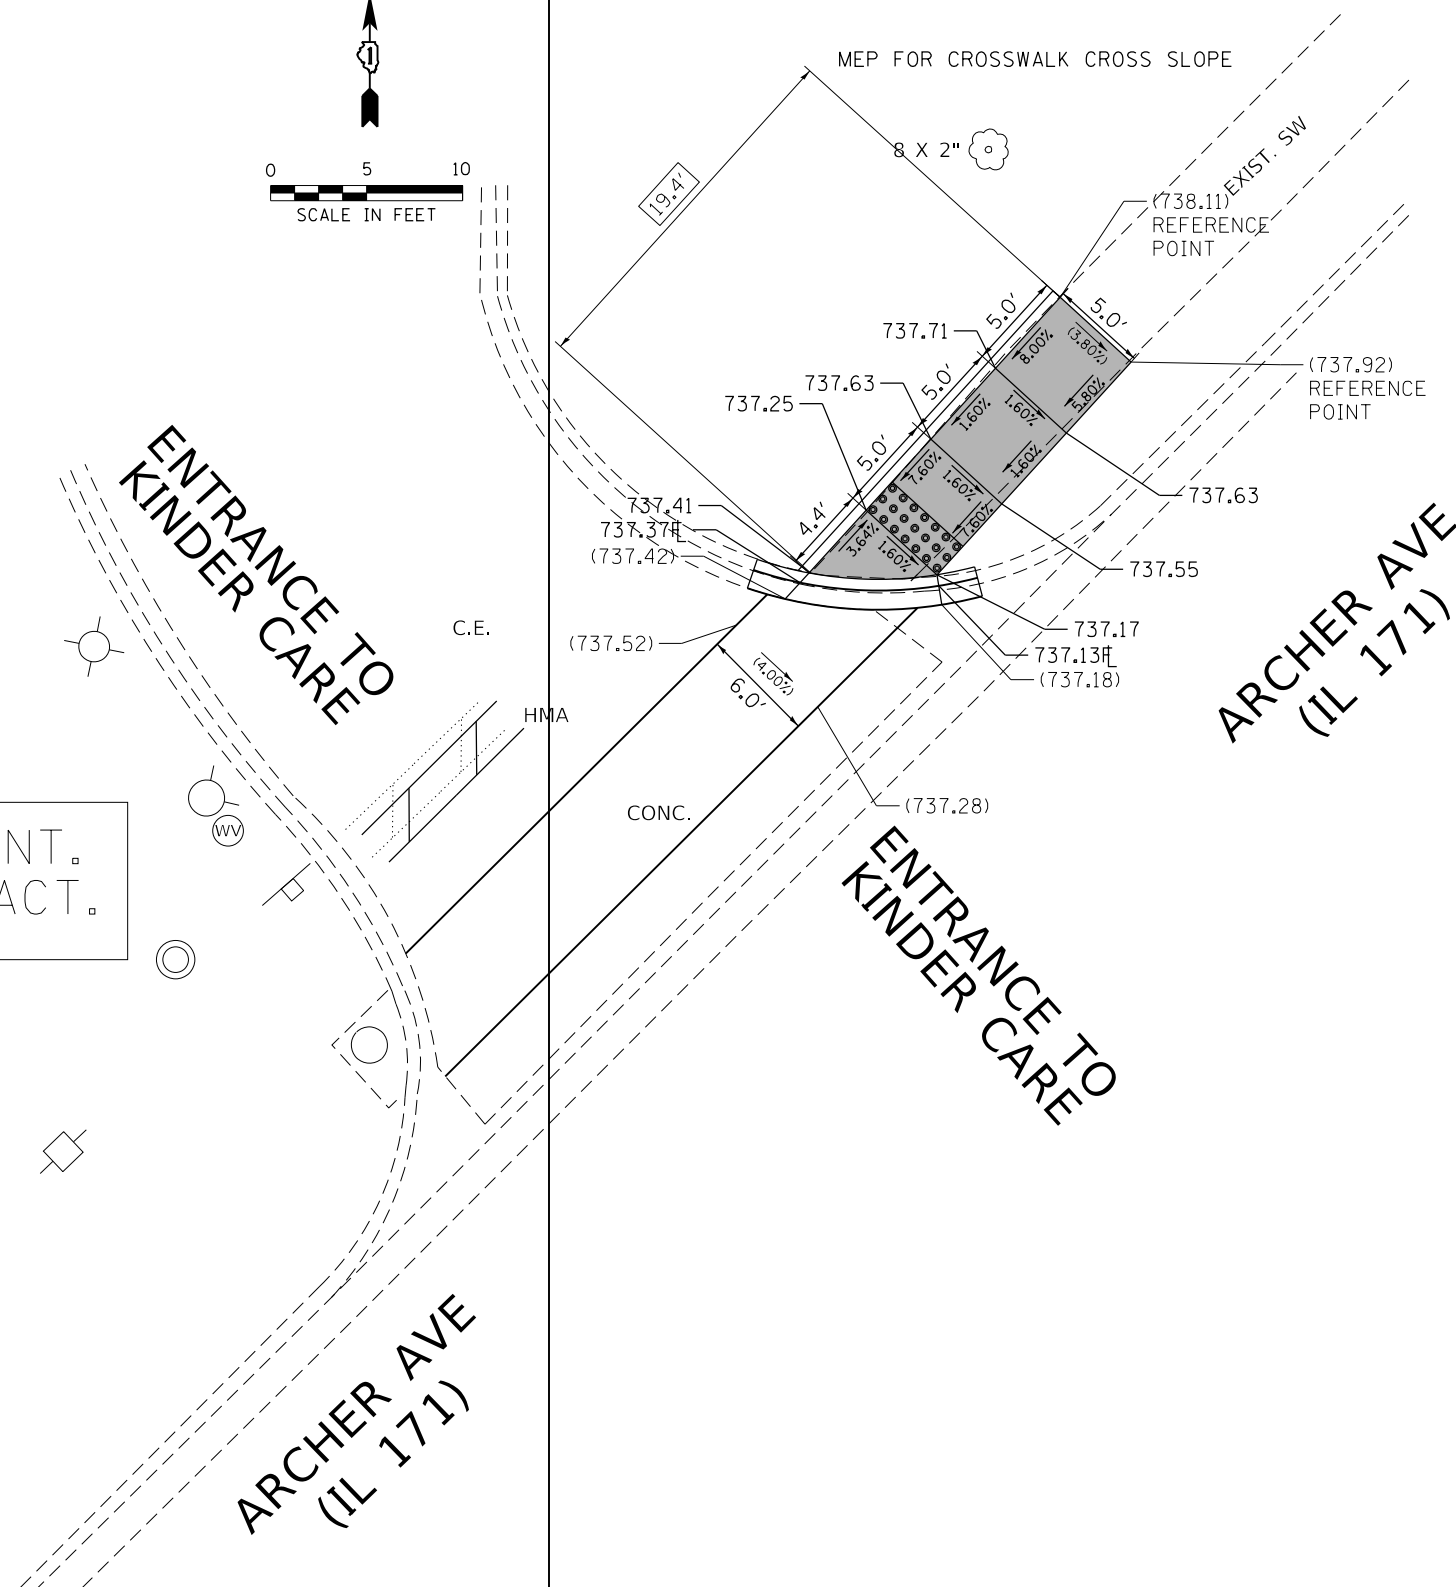 1
0 5 10
SCALE IN FEET
MEP FOR CROSSWALK CROSS SLOPE
8 X 2"
EXIST. SW
(738.11)
REFERENCE
POINT
19.4'
5.0'
5.0'
5.0'
5.0'
4.4'
737.71
737.63
737.25
8.00%
(3.80%)
5.80%
1.60%
1.60%
1.60%
7.60%
1.60%
7.60%
3.64%
1.60%
(737.92)
REFERENCE
POINT
737.63
737.55
737.41
737.37FL
(737.42)
737.17
737.13FL
(737.18)
(737.52)
(4.00%)
6.0'
(737.28)
ENTRANCE TO
KINDER CARE
C.E.
HMA
CONC.
WV
NT.
ACT.
ARCHER AVE
(IL 171)
ENTRANCE TO
KINDER CARE
ARCHER AVE
(IL 171)